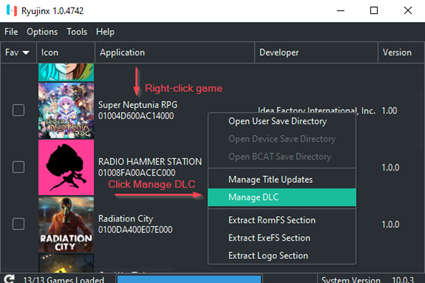 Ryujinx 1.0.4742
File Options Tools Help
Fav Icon Application Developer Version
Right-click game
Super Neptunia RPG
01004D600AC14000
Idea Factory International, Inc. 1.00
Open User Save Directory
Open Device Save Directory
Open BCAT Save Directory
RADIO HAMMER STATION
01008FA00ACEC000
1.0.0
Click Manage DLC
Manage Title Updates
Manage DLC
Extract RomFS Section
Extract ExeFS Section
Extract Logo Section
RADIATION
CITY
Radiation City
0100DA400E07E000
1.0.0
13/13 Games Loaded
System Version 10.0.3